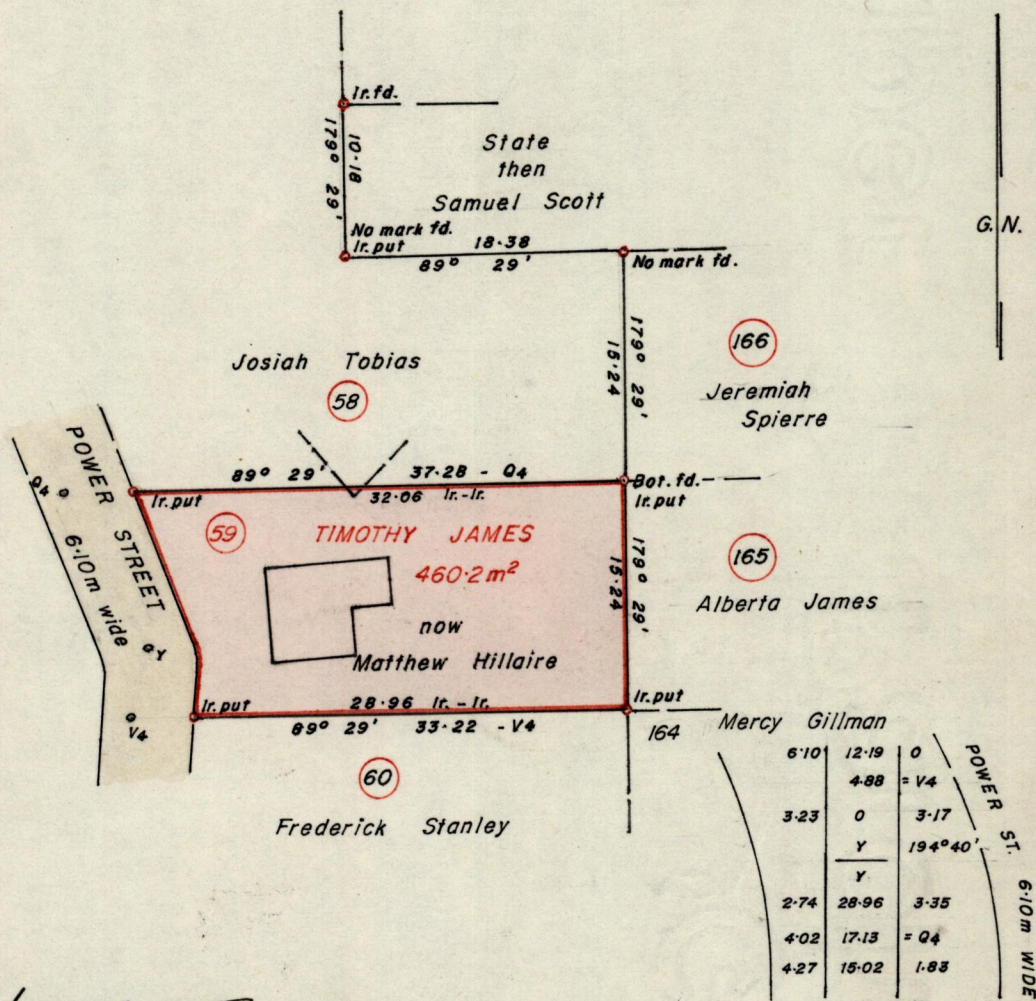 Ir.fd.
10·18
179° 29'
State
then
Samuel Scott
No mark fd.
Ir.put
18·38
89° 29'
No mark fd.
G.N.
179° 29'
15·24
166
Jeremiah
Spierre
Josiah Tobias
58
POWER STREET
6·10m wide
Q4
89° 29'
37·28 - Q4
Bot.fd.
Ir.put
32·06 Ir.-Ir.
Ir.put
59
TIMOTHY JAMES
460·2m²
now
Matthew Hillaire
179° 29'
15·24
165
Alberta James
Y
V4
Ir.put
28·96 Ir.-Ir.
89° 29' 33·22 -V4
Ir.put
164
Mercy Gillman
60
Frederick Stanley
POWER ST. 6·10m WIDE
6·10 12·19 0
4·88 = V4
3·23 0 3·17
Y 194°40'
Y
2·74 28·96 3·35
4·02 17·13 = Q4
4·27 15·02 1·83